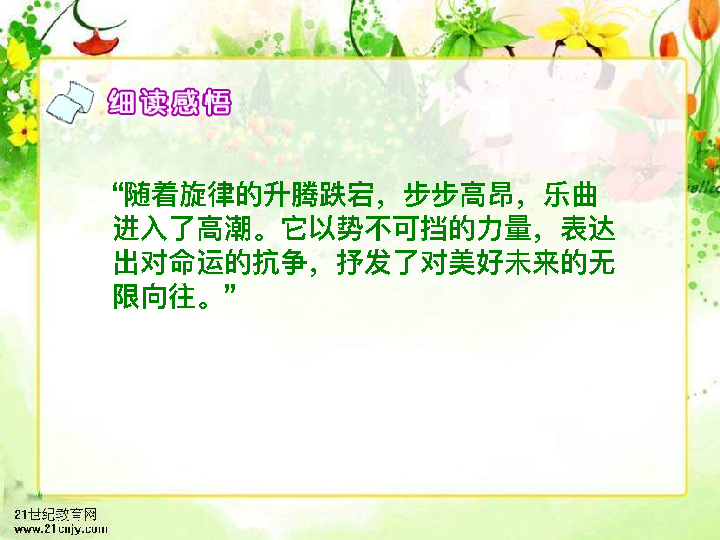 细读感悟
“随着旋律的升腾跌宕，步步高昂，乐曲
进入了高潮。它以势不可挡的力量，表达
出对命运的抗争，抒发了对美好未来的无
限向往。”
21世纪教育网
www.21cnjy.com